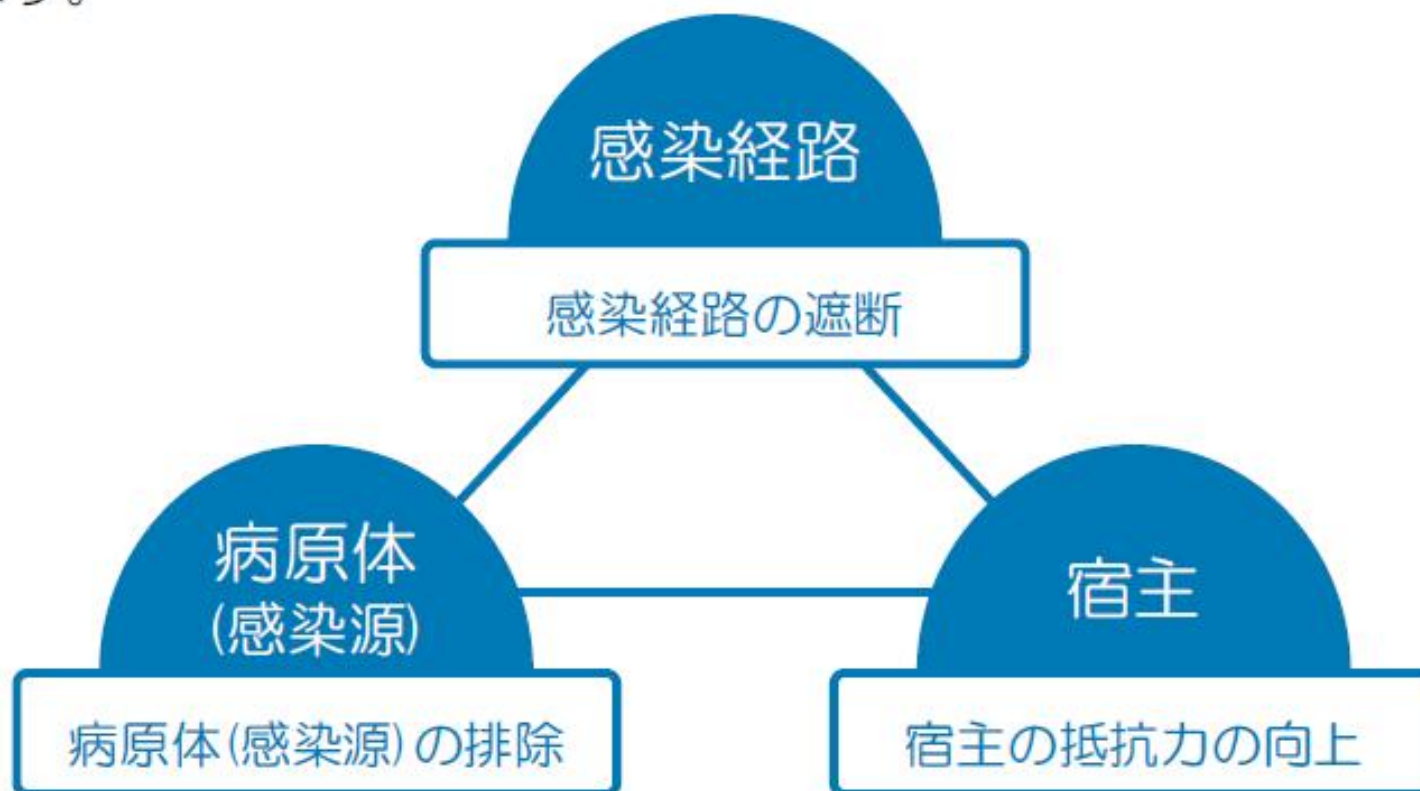 す。
感染経路
感染経路の遮断
病原体
(感染源)
病原体(感染源)の排除
宿主
宿主の抵抗力の向上